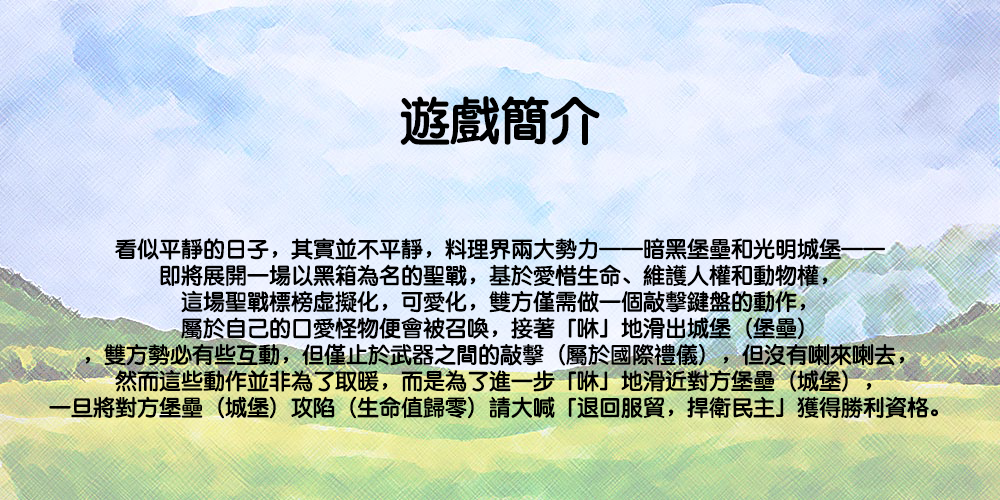 遊戲簡介
看似平靜的日子，其實並不平靜，料理界兩大勢力——暗黑堡壘和光明城堡——
即將展開一場以黑箱為名的聖戰，基於愛惜生命、維護人權和動物權，
這場聖戰標榜虛擬化，可愛化，雙方僅需做一個敲擊鍵盤的動作，
屬於自己的口愛怪物便會被召喚，接著「咻」地滑出城堡（堡壘）
，雙方勢必有些互動，但僅止於武器之間的敲擊（屬於國際禮儀），但沒有喇來喇去，
然而這些動作並非為了取暖，而是為了進一步「咻」地滑近對方堡壘（城堡），
一旦將對方堡壘（城堡）攻陷（生命值歸零）請大喊「退回服貿，捍衛民主」獲得勝利資格。